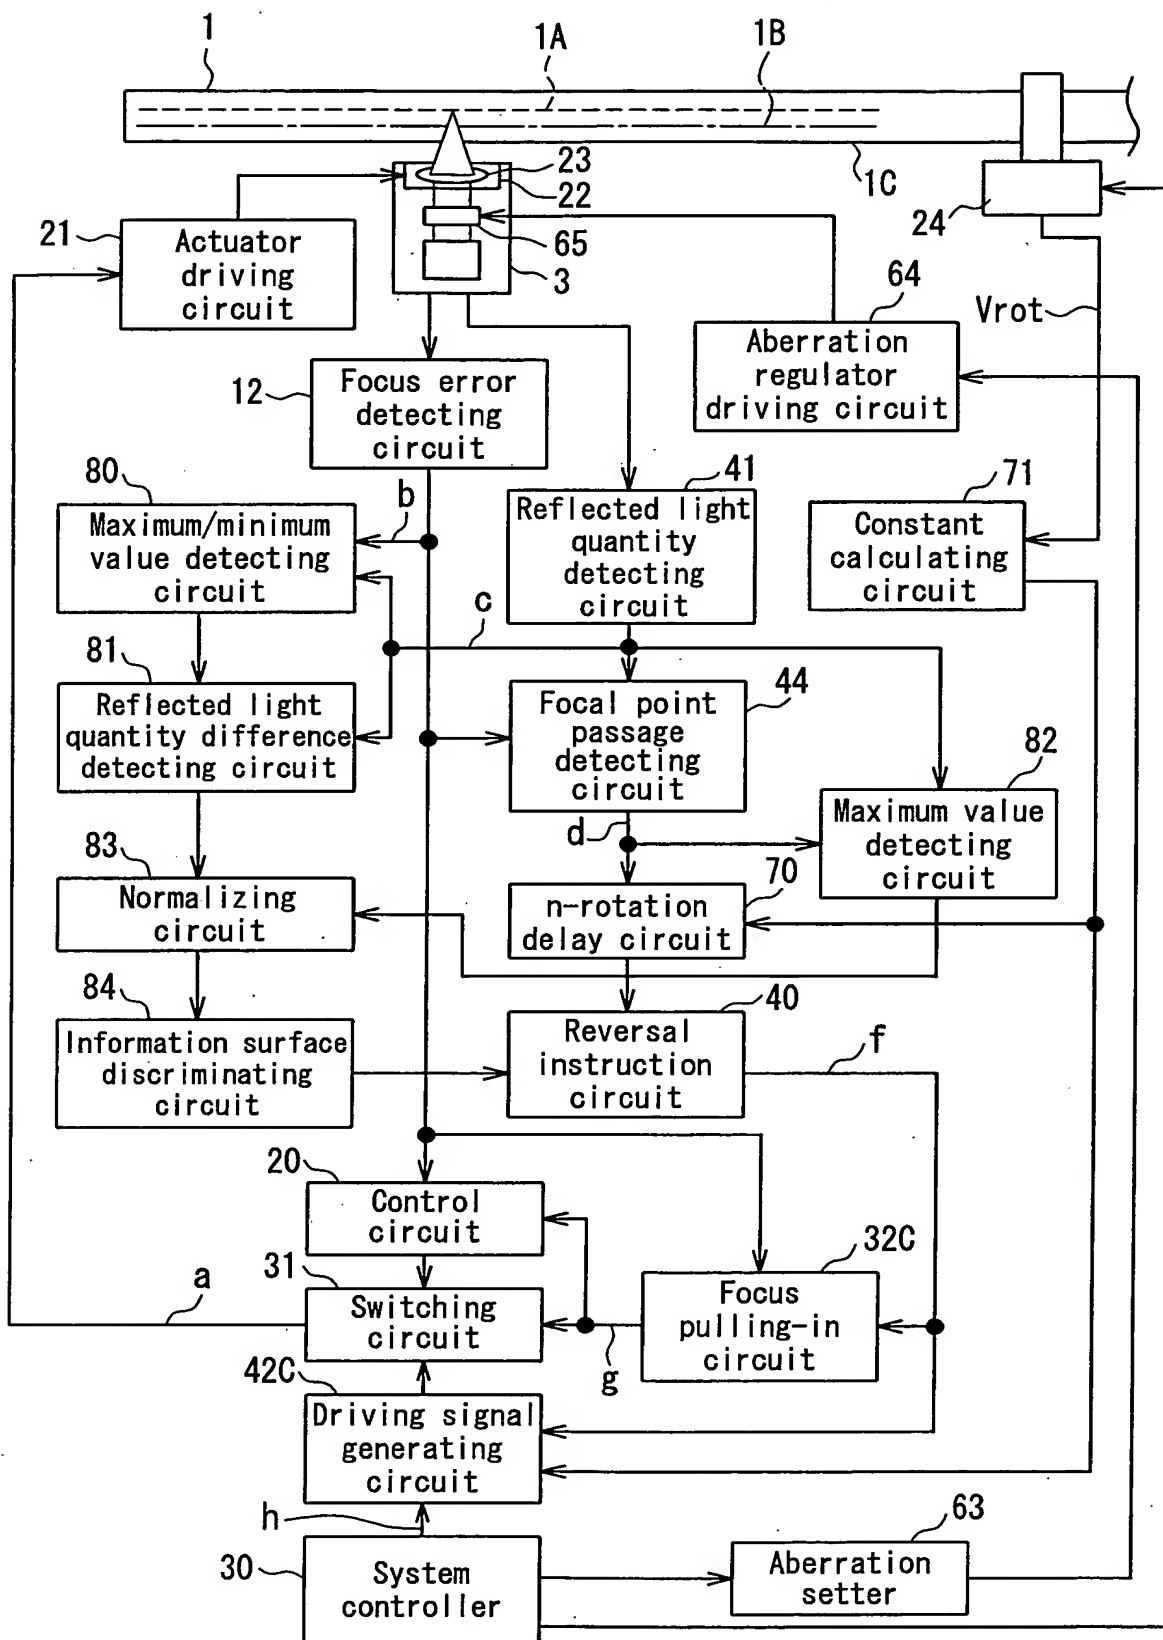 1
1A
1B
23
22
1C
24
21
Actuator
driving
circuit
65
3
64
Vrot
Aberration
regulator
driving circuit
12
Focus error
detecting
circuit
80
b
41
71
Maximum/minimum
value detecting
circuit
Reflected light
quantity
detecting
circuit
Constant
calculating
circuit
c
81
44
Reflected light
quantity difference
detecting circuit
Focal point
passage
detecting
circuit
82
d
Maximum value
detecting
circuit
83
70
Normalizing
circuit
n-rotation
delay circuit
84
40
Information surface
discriminating
circuit
Reversal
instruction
circuit
f
20
Control
circuit
32C
31
a
Switching
circuit
Focus
pulling-in
circuit
g
42C
Driving signal
generating
circuit
h
63
30
System
controller
Aberration
setter